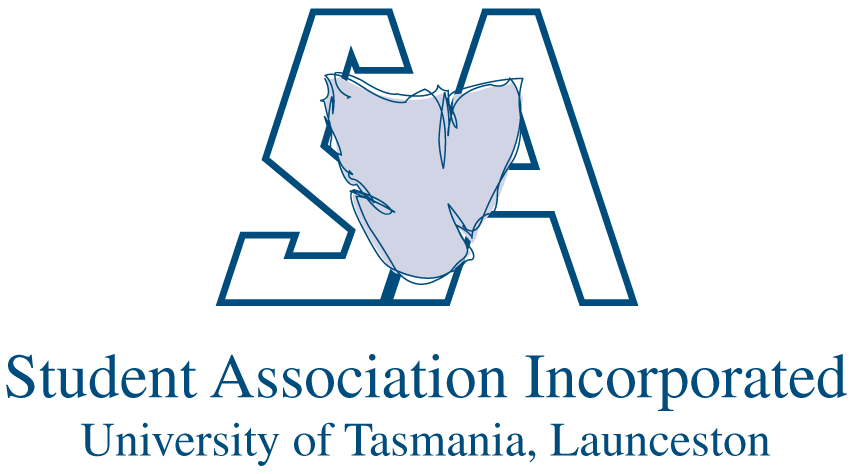 SA
Student Association Incorporated
University of Tasmania, Launceston